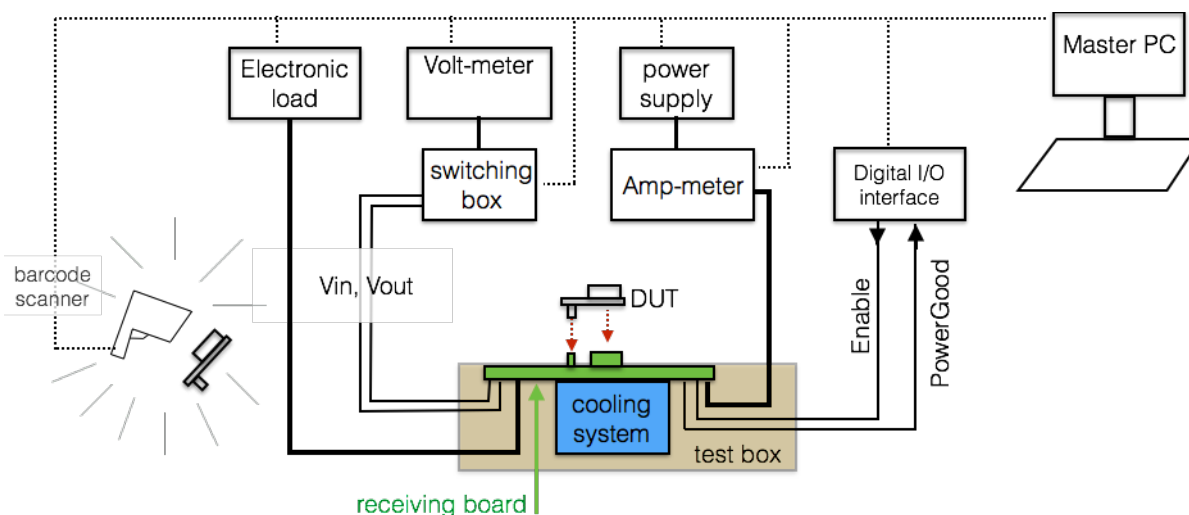 Electronic
load
Volt-meter
power
supply
Master PC
switching
box
Amp-meter
Digital I/O
interface
barcode
scanner
Vin, Vout
DUT
Enable
PowerGood
cooling
system
test box
receiving board